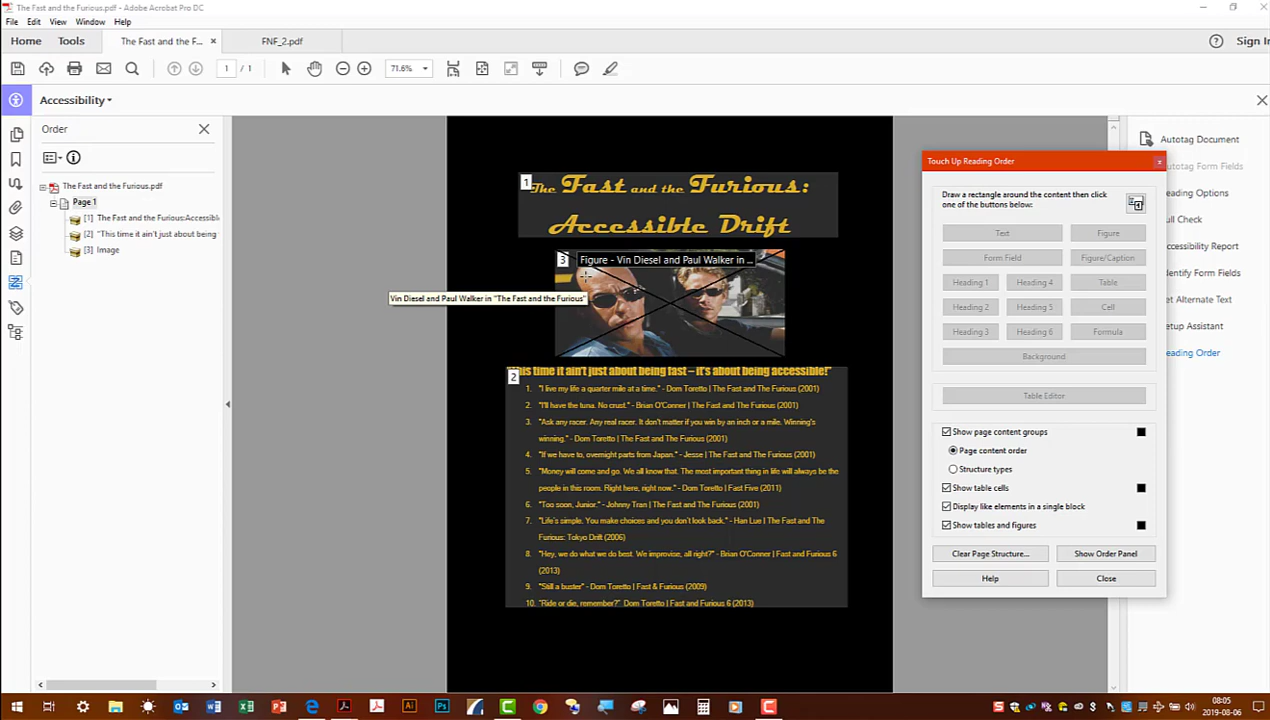 The Fast and the Furious.pdf - Adobe Acrobat Pro DC
File Edit View Window Help
Home Tools The Fast and the F... × FNF_2.pdf ? Sign In
1 / 1 71.6%
Accessibility
Order
The Fast and the Furious.pdf
Page 1
[1] The Fast and the Furious:Accessible
[2] "This time it ain't just about being
[3] Image
1
The Fast and the Furious:
Accessible Drift
3 Figure - Vin Diesel and Paul Walker in ...
Vin Diesel and Paul Walker in "The Fast and the Furious"
2
"This time it ain't just about being fast – it's about being accessible!"
1. "I live my life a quarter mile at a time." - Dom Toretto | The Fast and The Furious (2001)
2. "I'll have the tuna. No crust." - Brian O'Conner | The Fast and The Furious (2001)
3. "Ask any racer. Any real racer. It don't matter if you win by an inch or a mile. Winning's
winning." - Dom Toretto | The Fast and The Furious (2001)
4. "If we have to, overnight parts from Japan." - Jesse | The Fast and The Furious (2001)
5. "Money will come and go. We all know that. The most important thing in life will always be the
people in this room. Right here, right now." - Dom Toretto | Fast Five (2011)
6. "Too soon, Junior." - Johnny Tran | The Fast and The Furious (2001)
7. "Life's simple. You make choices and you don't look back." - Han Lue | The Fast and The
Furious: Tokyo Drift (2006)
8. "Hey, we do what we do best. We improvise, all right?" - Brian O'Conner | Fast and Furious 6
(2013)
9. "Still a buster" - Dom Toretto | Fast & Furious (2009)
10. "Ride or die, remember?" Dom Toretto | Fast and Furious 6 (2013)
Touch Up Reading Order
Draw a rectangle around the content then click
one of the buttons below:
Text Figure
Form Field Figure/Caption
Heading 1 Heading 4 Table
Heading 2 Heading 5 Cell
Heading 3 Heading 6 Formula
Background
Table Editor
Show page content groups
Page content order
Structure types
Show table cells
Display like elements in a single block
Show tables and figures
Clear Page Structure... Show Order Panel
Help Close
Autotag Document
Autotag Form Fields
eading Options
ull Check
ccessibility Report
entify Form Fields
et Alternate Text
etup Assistant
eading Order
08:05
2019-08-06